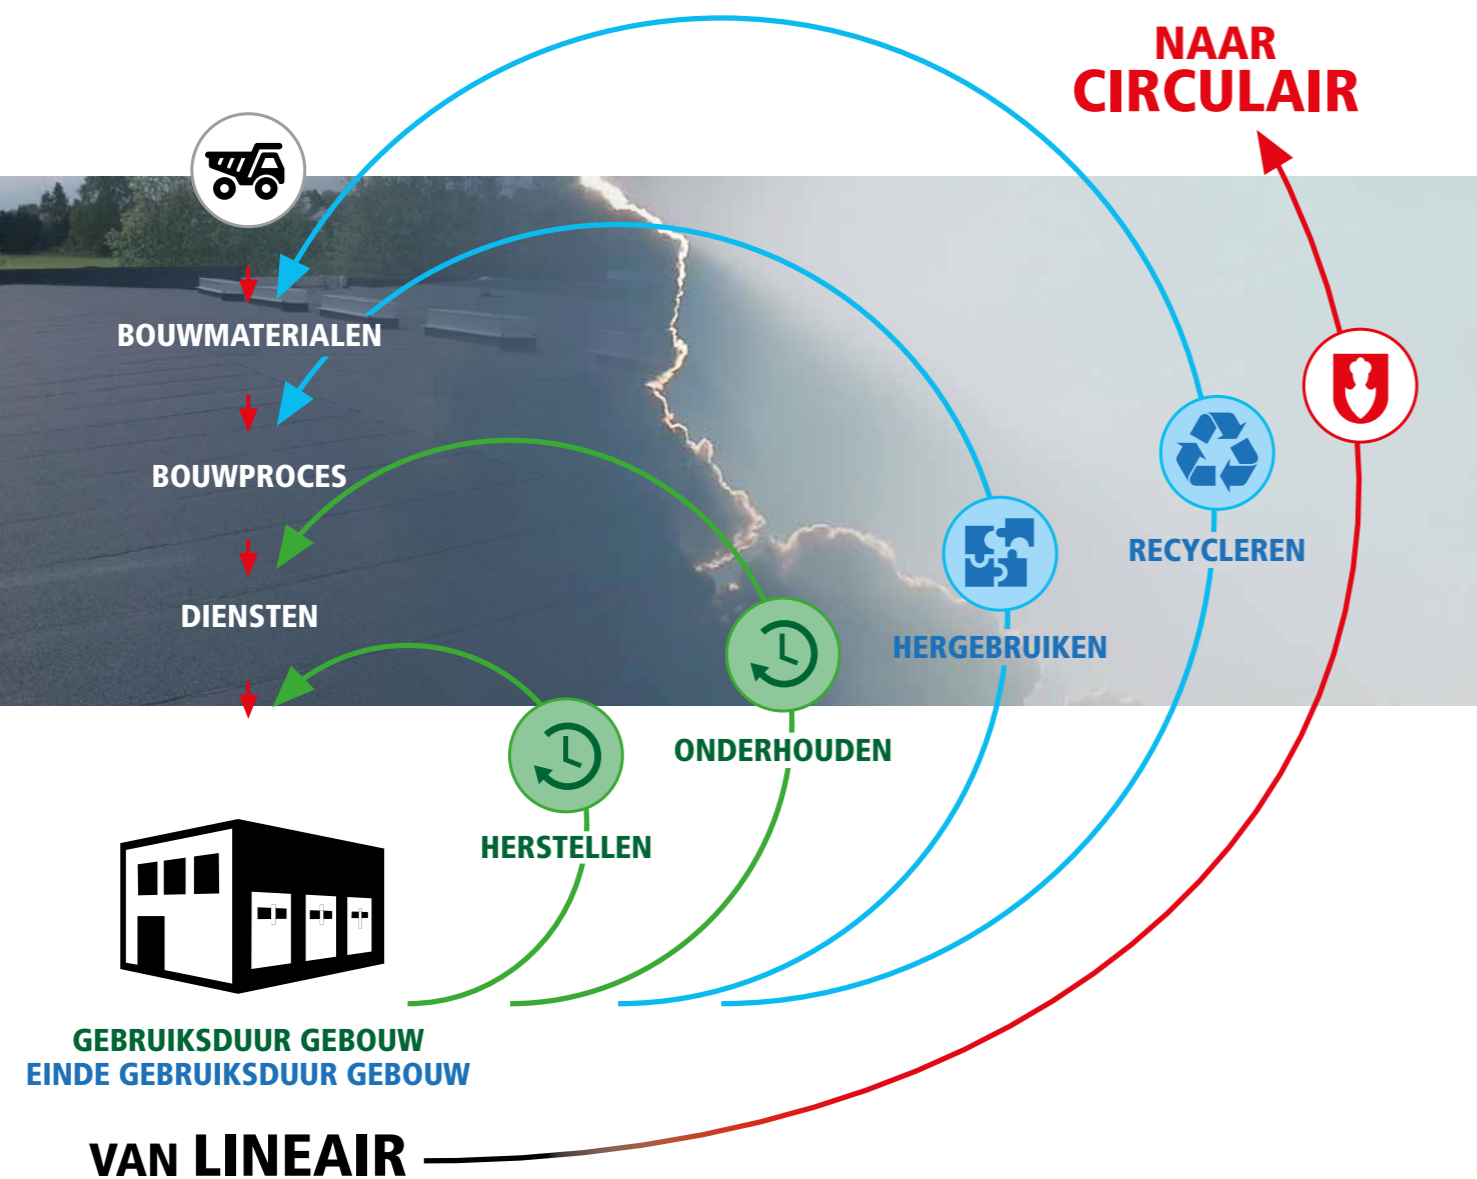 NAAR
CIRCULAIR
BOUWMATERIALEN
BOUWPROCES
RECYCLEREN
DIENSTEN
HERGEBRUIKEN
ONDERHOUDEN
HERSTELLEN
GEBRUIKSDUUR GEBOUW
EINDE GEBRUIKSDUUR GEBOUW
VAN LINEAIR